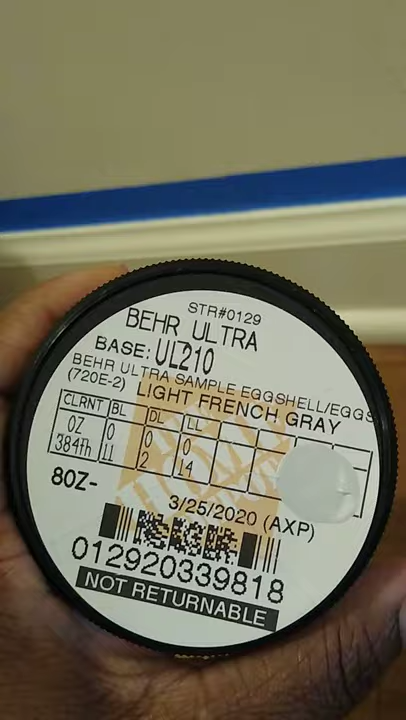 STR#0129
BEHR ULTRA
BASE: UL210
BEHR ULTRA SAMPLE EGGSHELL/EGGS
(720E-2) LIGHT FRENCH GRAY
CLRNT BL DL LL
OZ 0 0 0
384th 11 2 14
8OZ-
3/25/2020 (AXP)
012920339818
NOT RETURNABLE